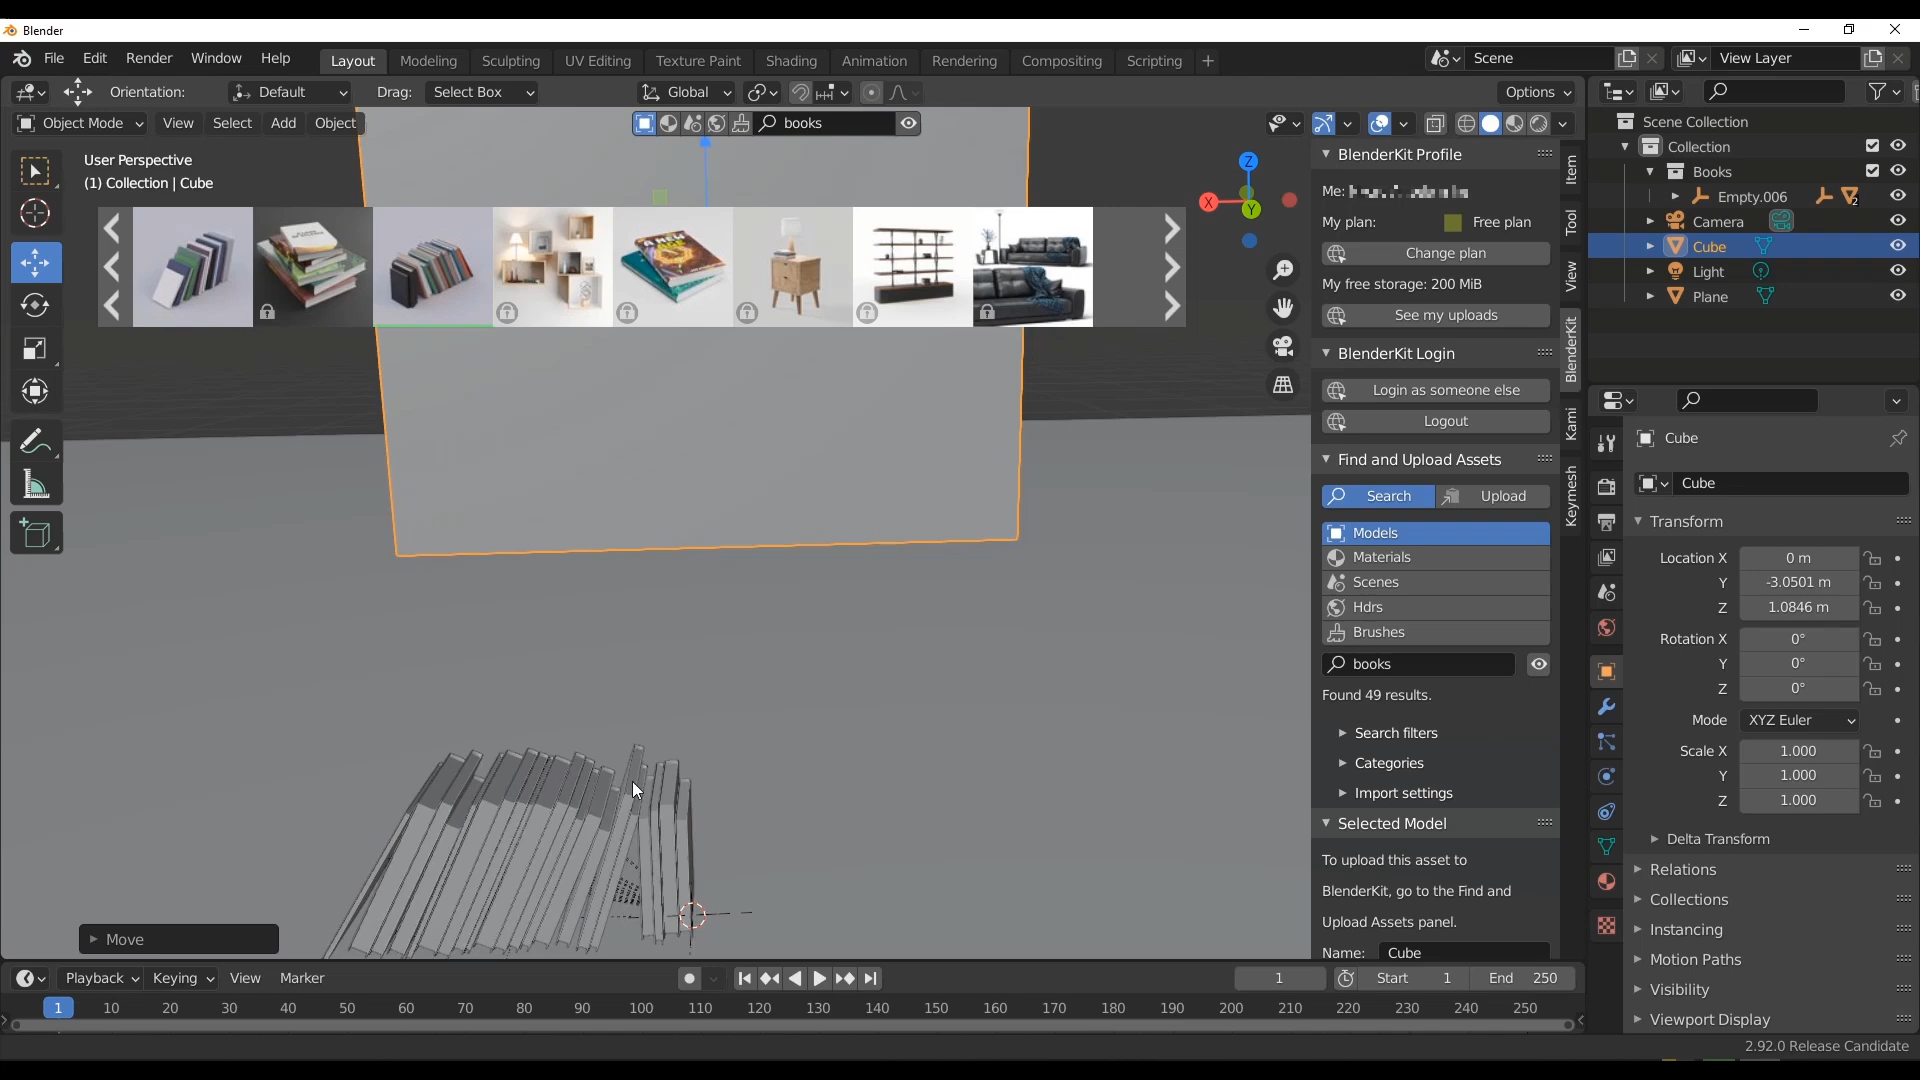 Blender
File Edit Render Window Help Layout Modeling Sculpting UV Editing Texture Paint Shading Animation Rendering Compositing Scripting + Scene View Layer
Orientation: Default Drag: Select Box Global Options
Object Mode View Select Add Object books
User Perspective
(1) Collection | Cube
Z
X
Y
Move
BlenderKit Profile
Me:
My plan: Free plan
Change plan
My free storage: 200 MiB
See my uploads
BlenderKit Login
Login as someone else
Logout
Find and Upload Assets
Search Upload
Models
Materials
Scenes
Hdrs
Brushes
books
Found 49 results.
Search filters
Categories
Import settings
Selected Model
To upload this asset to
BlenderKit, go to the Find and
Upload Assets panel.
Name: Cube
Item
Tool
View
BlenderKit
Kami
Keymesh
Scene Collection
Collection
Books
Empty.006 2
Camera
Cube
Light
Plane
Cube
Cube
Transform
Location X 0 m
Y -3.0501 m
Z 1.0846 m
Rotation X 0°
Y 0°
Z 0°
Mode XYZ Euler
Scale X 1.000
Y 1.000
Z 1.000
Delta Transform
Relations
Collections
Instancing
Motion Paths
Visibility
Viewport Display
Playback Keying View Marker 1 Start 1 End 250
1 10 20 30 40 50 60 70 80 90 100 110 120 130 140 150 160 170 180 190 200 210 220 230 240 250
2.92.0 Release Candidate